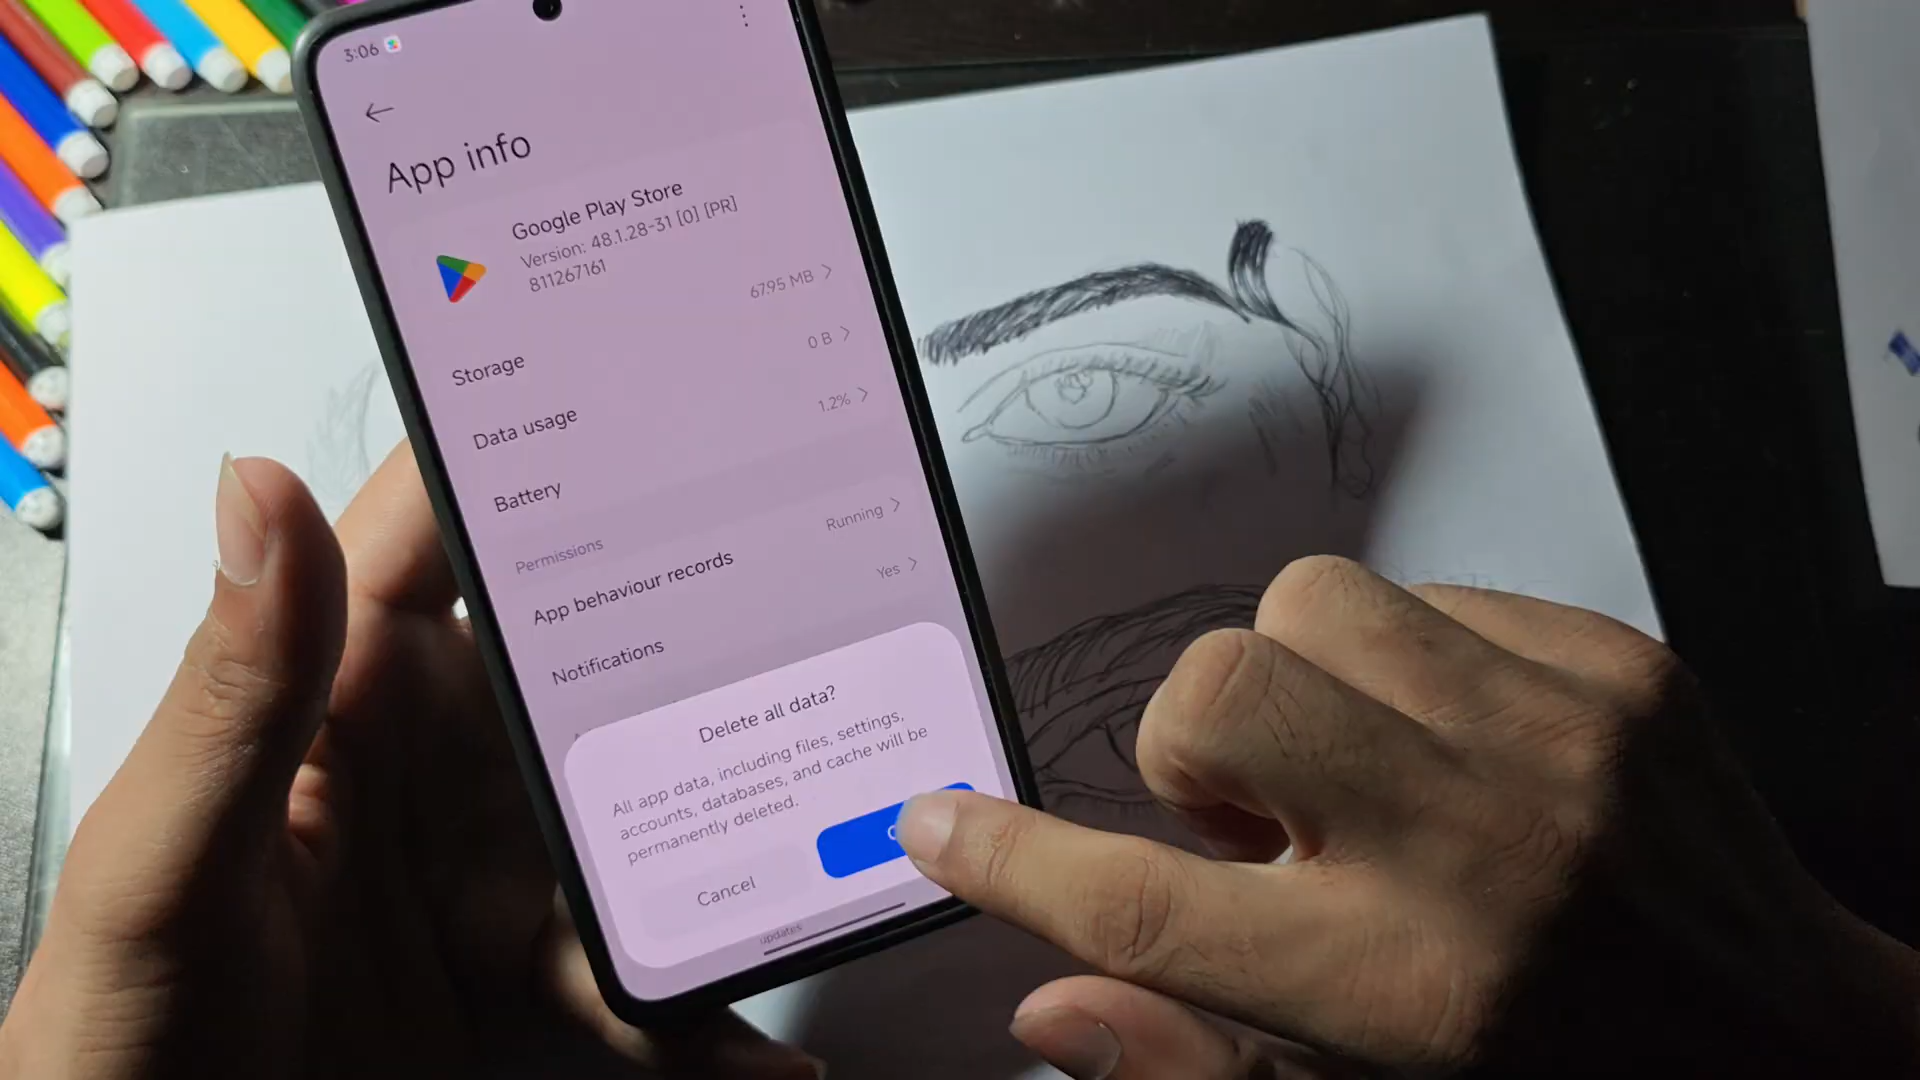 3:06
App info
Google Play Store
Version: 48.1.28-31 [0] [PR]
811267161
Storage
67.95 MB
Data usage
0 B
Battery
1.2%
Permissions
App behaviour records
Running
Notifications
Yes
Delete all data?
All app data, including files, settings,
accounts, databases, and cache will be
permanently deleted.
Cancel
updates